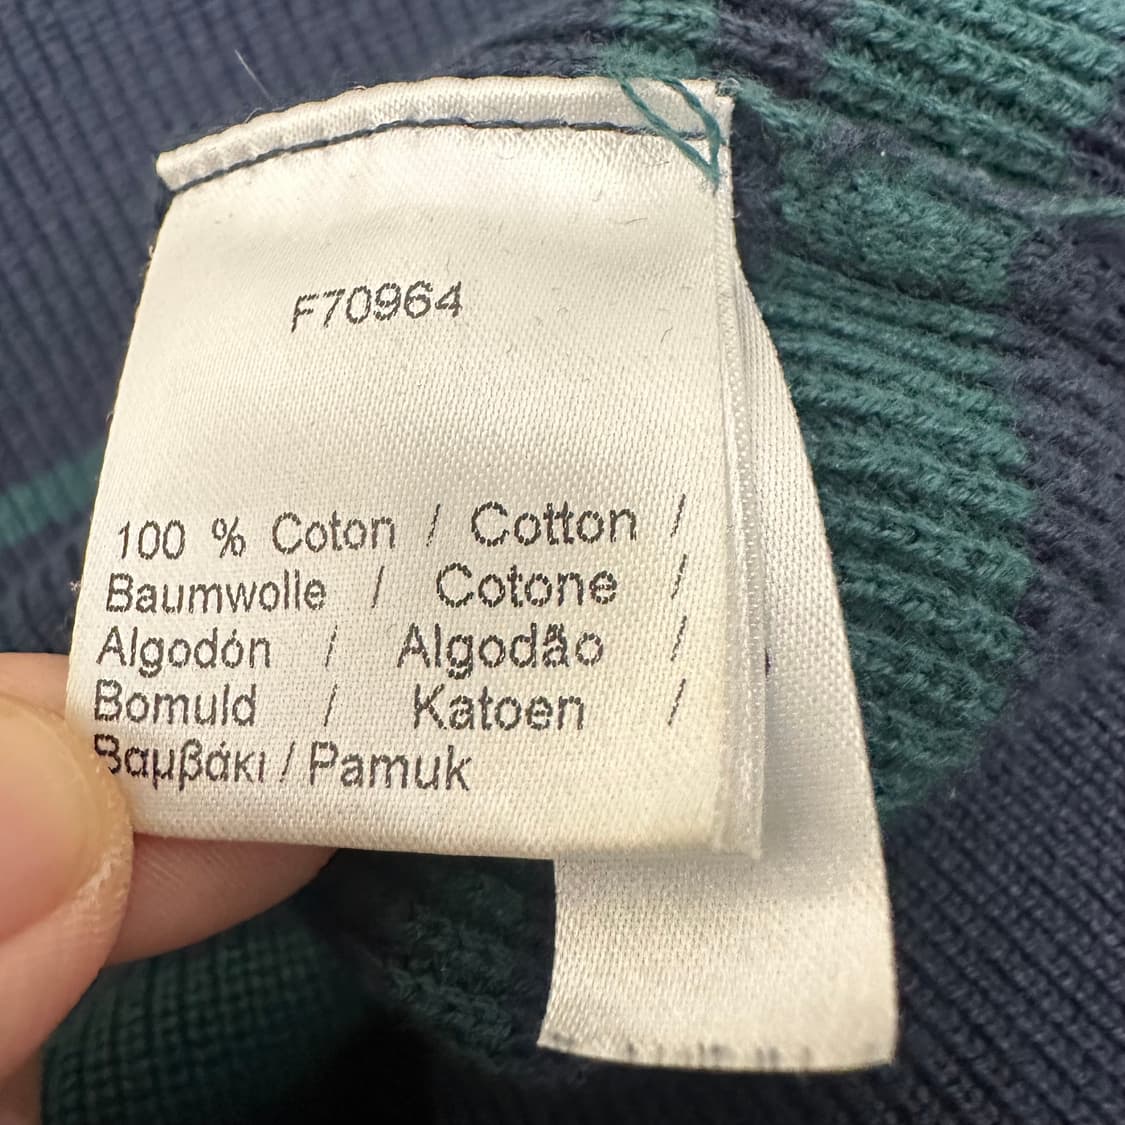 F70964
100 % Coton / Cotton /
Baumwolle / Cotone /
Algodón / Algodão /
Bomuld / Katoen /
Βαμβάκι / Pamuk